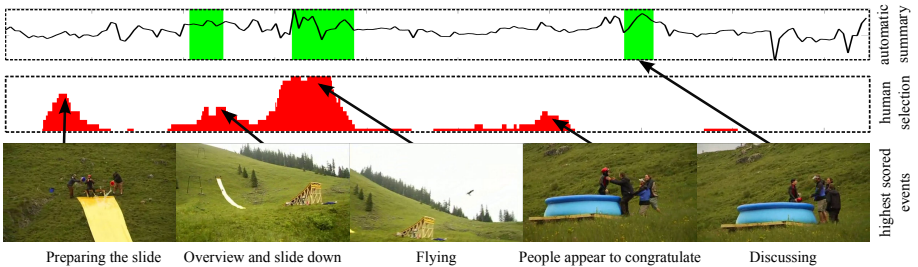 automatic
summary
human
selection
highest scored
events
Preparing the slide
Overview and slide down
Flying
People appear to congratulate
Discussing